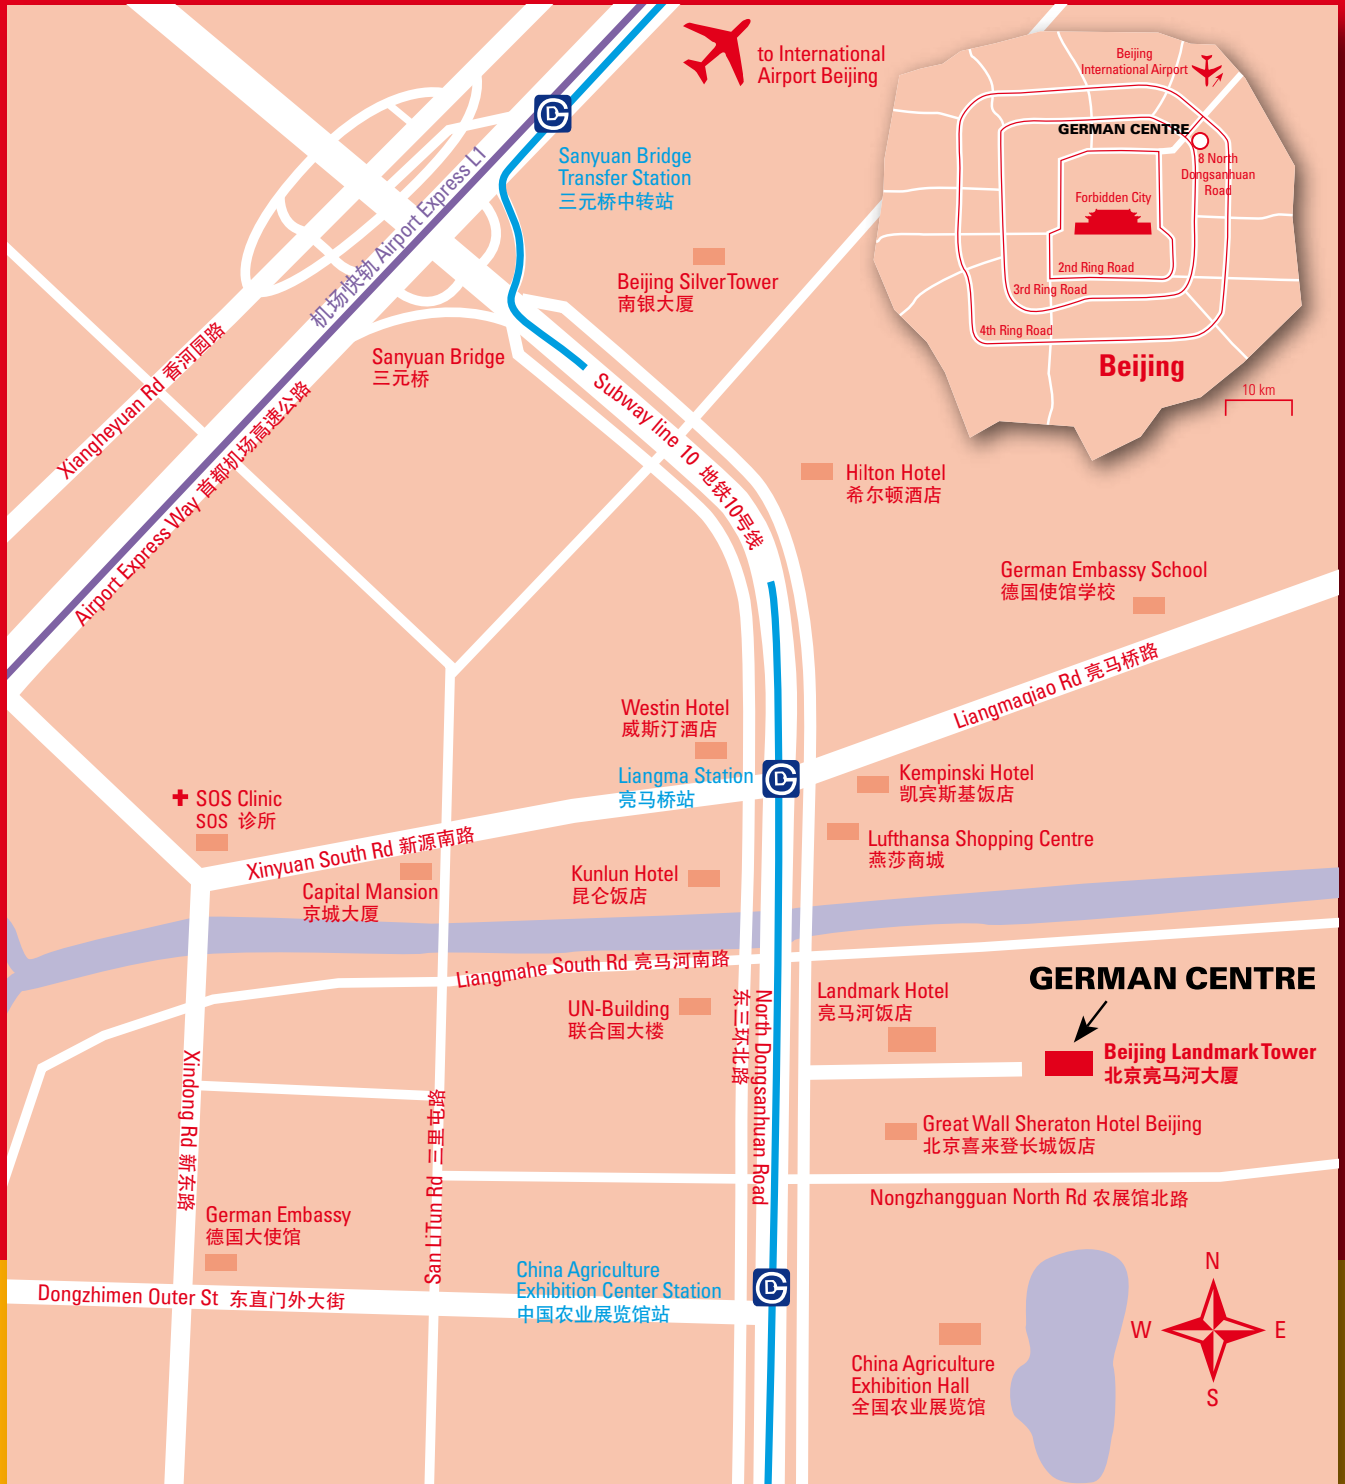 to International
Airport Beijing
Beijing
International Airport
GERMAN CENTRE
8 North
Dongsanhuan
Road
Forbidden City
2nd Ring Road
3rd Ring Road
4th Ring Road
Beijing
10 km
Sanyuan Bridge
Transfer Station
三元桥中转站
机场快轨 Airport Express L1
Beijing Silver Tower
南银大厦
Sanyuan Bridge
三元桥
Xiangheyuan Rd 香河园路
Airport Express Way 首都机场高速公路
Subway line 10 地铁10号线
Hilton Hotel
希尔顿酒店
German Embassy School
德国使馆学校
Liangmaqiao Rd 亮马桥路
Westin Hotel
威斯汀酒店
Liangma Station
亮马桥站
Kempinski Hotel
凯宾斯基饭店
SOS Clinic
SOS 诊所
Lufthansa Shopping Centre
燕莎商城
Xinyuan South Rd 新源南路
Capital Mansion
京城大厦
Kunlun Hotel
昆仑饭店
Liangmahe South Rd 亮马河南路
GERMAN CENTRE
Landmark Hotel
亮马河饭店
UN-Building
联合国大楼
North Dongsanhuan Road
东三环北路
Beijing Landmark Tower
北京亮马河大厦
Xindong Rd 新东路
San LiTun Rd 三里屯路
Great Wall Sheraton Hotel Beijing
北京喜来登长城饭店
Nongzhangguan North Rd 农展馆北路
German Embassy
德国大使馆
China Agriculture
Exhibition Center Station
中国农业展览馆站
Dongzhimen Outer St 东直门外大街
China Agriculture
Exhibition Hall
全国农业展览馆
N
W
E
S